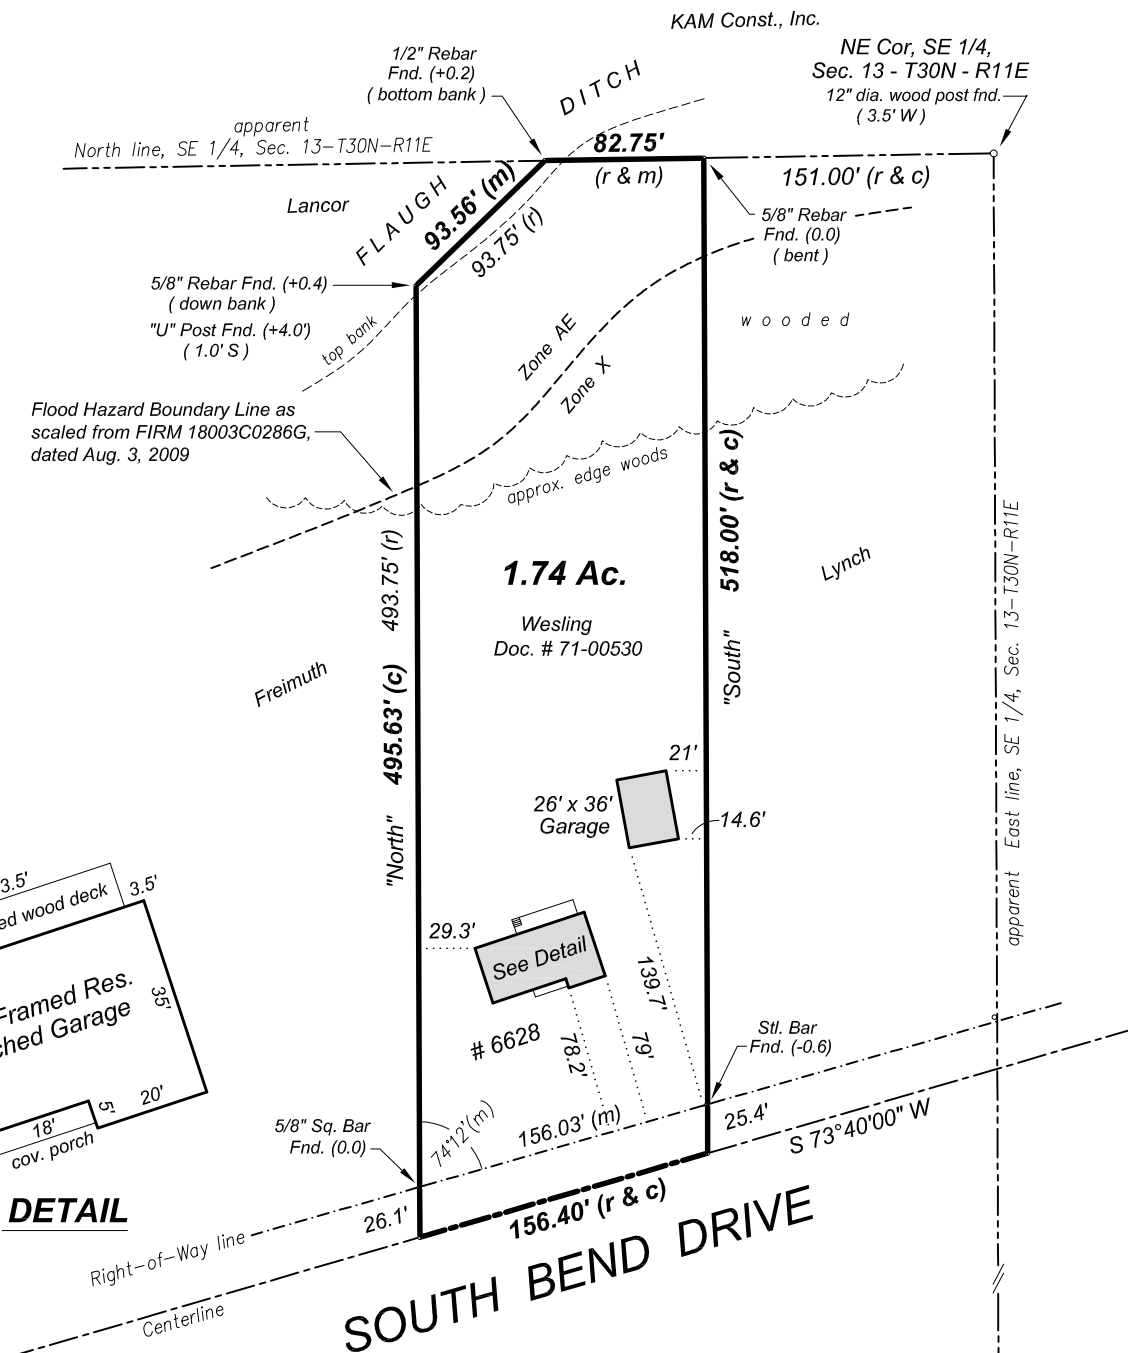 KAM Const., Inc.
NE Cor, SE 1/4,
Sec. 13 - T30N - R11E
12" dia. wood post fnd.
( 3.5' W )
1/2" Rebar
Fnd. (+0.2)
( bottom bank )
DITCH
apparent
North line, SE 1/4, Sec. 13-T30N-R11E
82.75'
(r & m)
151.00' (r & c)
Lancor
FLAUGH
93.56' (m)
93.75' (r)
5/8" Rebar
Fnd. (0.0)
( bent )
5/8" Rebar Fnd. (+0.4)
( down bank )
"U" Post Fnd. (+4.0')
( 1.0' S )
top bank
Zone AE
Zone X
wooded
Flood Hazard Boundary Line as
scaled from FIRM 18003C0286G,
dated Aug. 3, 2009
approx. edge woods
"North" 495.63' (c) 493.75' (r)
1.74 Ac.
Wesling
Doc. # 71-00530
"South" 518.00' (r & c)
Lynch
apparent East line, SE 1/4, Sec. 13-T30N-R11E
Freimuth
21'
26' x 36'
Garage
14.6'
29.3'
See Detail
# 6628
78.2'
79'
139.7'
3.5'
3.5'
ed wood deck
Framed Res.
ched Garage
35'
20'
5'
18'
cov. porch
DETAIL
Stl. Bar
Fnd. (-0.6)
5/8" Sq. Bar
Fnd. (0.0)
74°12'(m)
156.03' (m)
25.4'
S 73°40'00" W
26.1'
156.40' (r & c)
Right-of-Way line
Centerline
SOUTH BEND DRIVE